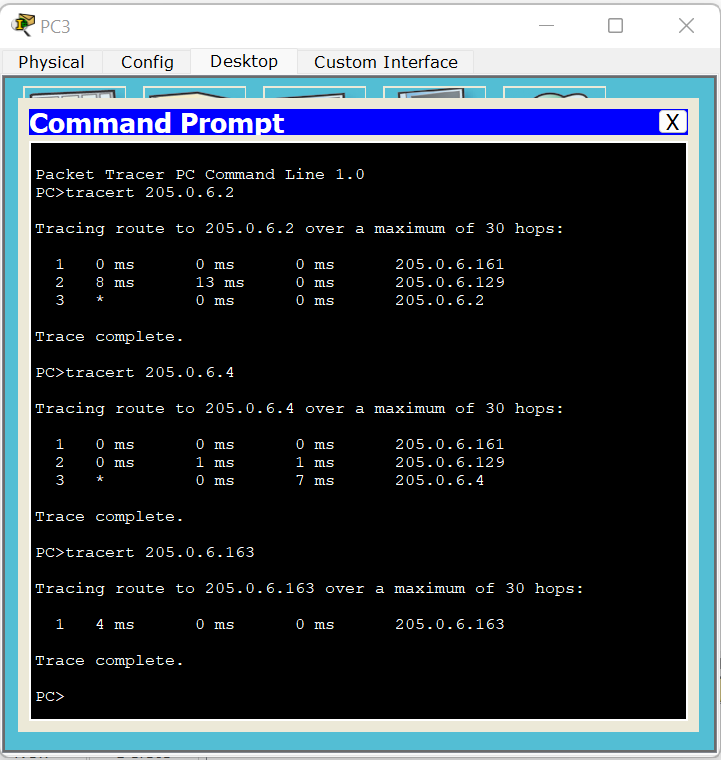 PC3
Physical Config Desktop Custom Interface
Command Prompt X
Packet Tracer PC Command Line 1.0
PC>tracert 205.0.6.2
Tracing route to 205.0.6.2 over a maximum of 30 hops:
1 0 ms 0 ms 0 ms 205.0.6.161
2 8 ms 13 ms 0 ms 205.0.6.129
3 * 0 ms 0 ms 205.0.6.2
Trace complete.
PC>tracert 205.0.6.4
Tracing route to 205.0.6.4 over a maximum of 30 hops:
1 0 ms 0 ms 0 ms 205.0.6.161
2 0 ms 1 ms 1 ms 205.0.6.129
3 * 0 ms 7 ms 205.0.6.4
Trace complete.
PC>tracert 205.0.6.163
Tracing route to 205.0.6.163 over a maximum of 30 hops:
1 4 ms 0 ms 0 ms 205.0.6.163
Trace complete.
PC>